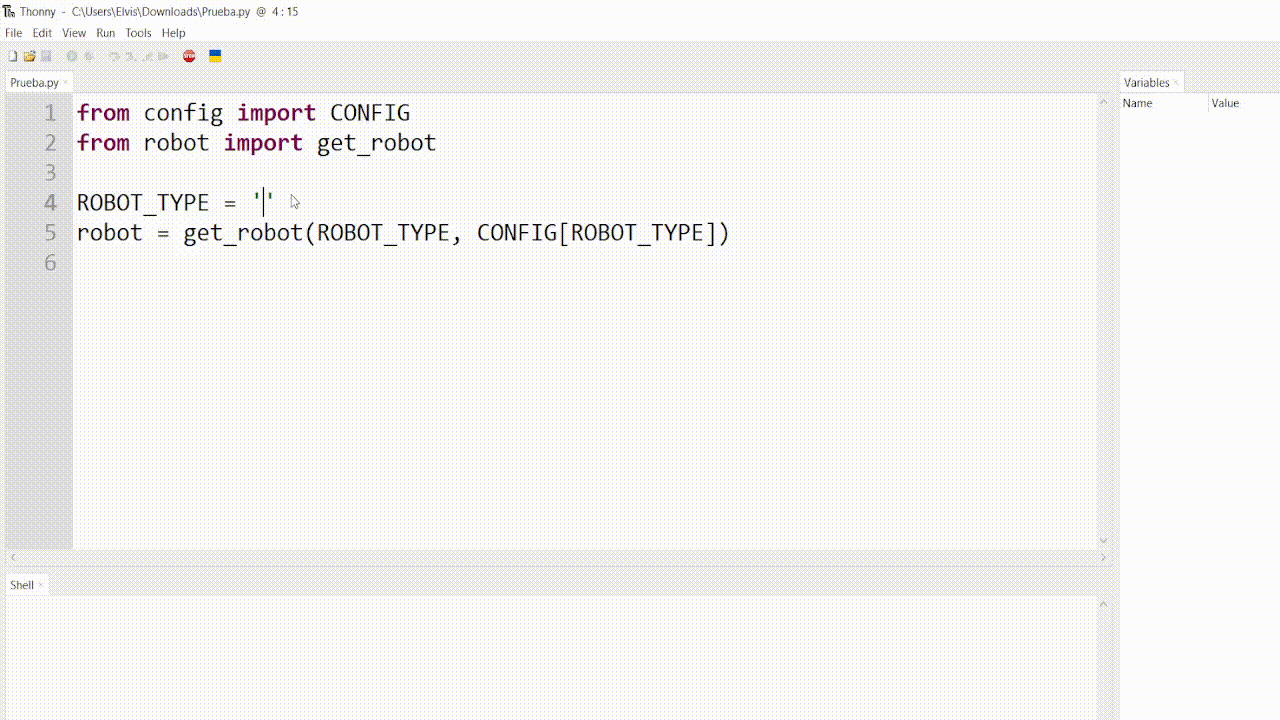 Thonny - C:\Users\Elvis\Downloads\Prueba.py @ 4 : 15
File Edit View Run Tools Help
STOP
Prueba.py ×
1 from config import CONFIG
2 from robot import get_robot
3
4 ROBOT_TYPE = ''
5 robot = get_robot(ROBOT_TYPE, CONFIG[ROBOT_TYPE])
6
Shell ×
Variables ×
Name Value